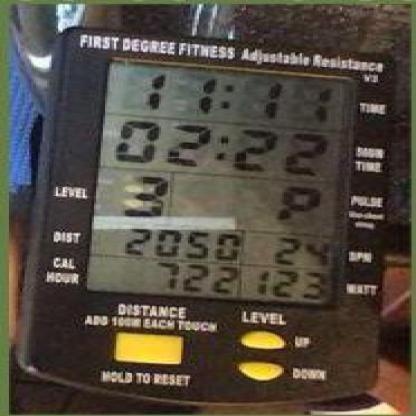 FIRST DEGREE FITNESS Adjustable Resistance
V2
11:11 TIME
02:22 500M TIME
LEVEL 3 P PULSE
DIST 2050 24 SPM
CAL HOUR 722 123 WATT
DISTANCE
ADD 100M EACH TOUCH
LEVEL
UP
HOLD TO RESET
DOWN